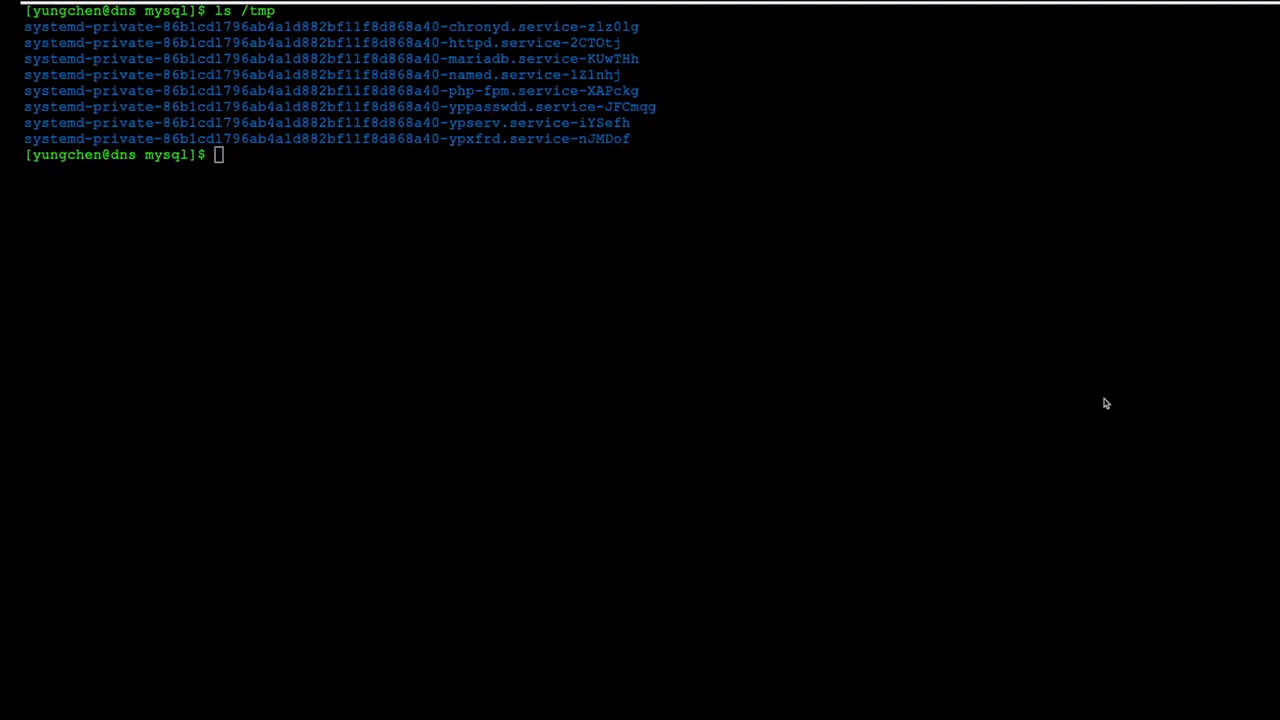 [yungchen@dns mysql]$ ls /tmp
systemd-private-86b1cd1796ab4a1d882bf11f8d868a40-chronyd.service-zlz0lg
systemd-private-86b1cd1796ab4a1d882bf11f8d868a40-httpd.service-2CTOtj
systemd-private-86b1cd1796ab4a1d882bf11f8d868a40-mariadb.service-KUwTHh
systemd-private-86b1cd1796ab4a1d882bf11f8d868a40-named.service-1Z1nhj
systemd-private-86b1cd1796ab4a1d882bf11f8d868a40-php-fpm.service-XAPckg
systemd-private-86b1cd1796ab4a1d882bf11f8d868a40-yppasswdd.service-JFCmqg
systemd-private-86b1cd1796ab4a1d882bf11f8d868a40-ypserv.service-iYSefh
systemd-private-86b1cd1796ab4a1d882bf11f8d868a40-ypxfrd.service-nJMDof
[yungchen@dns mysql]$